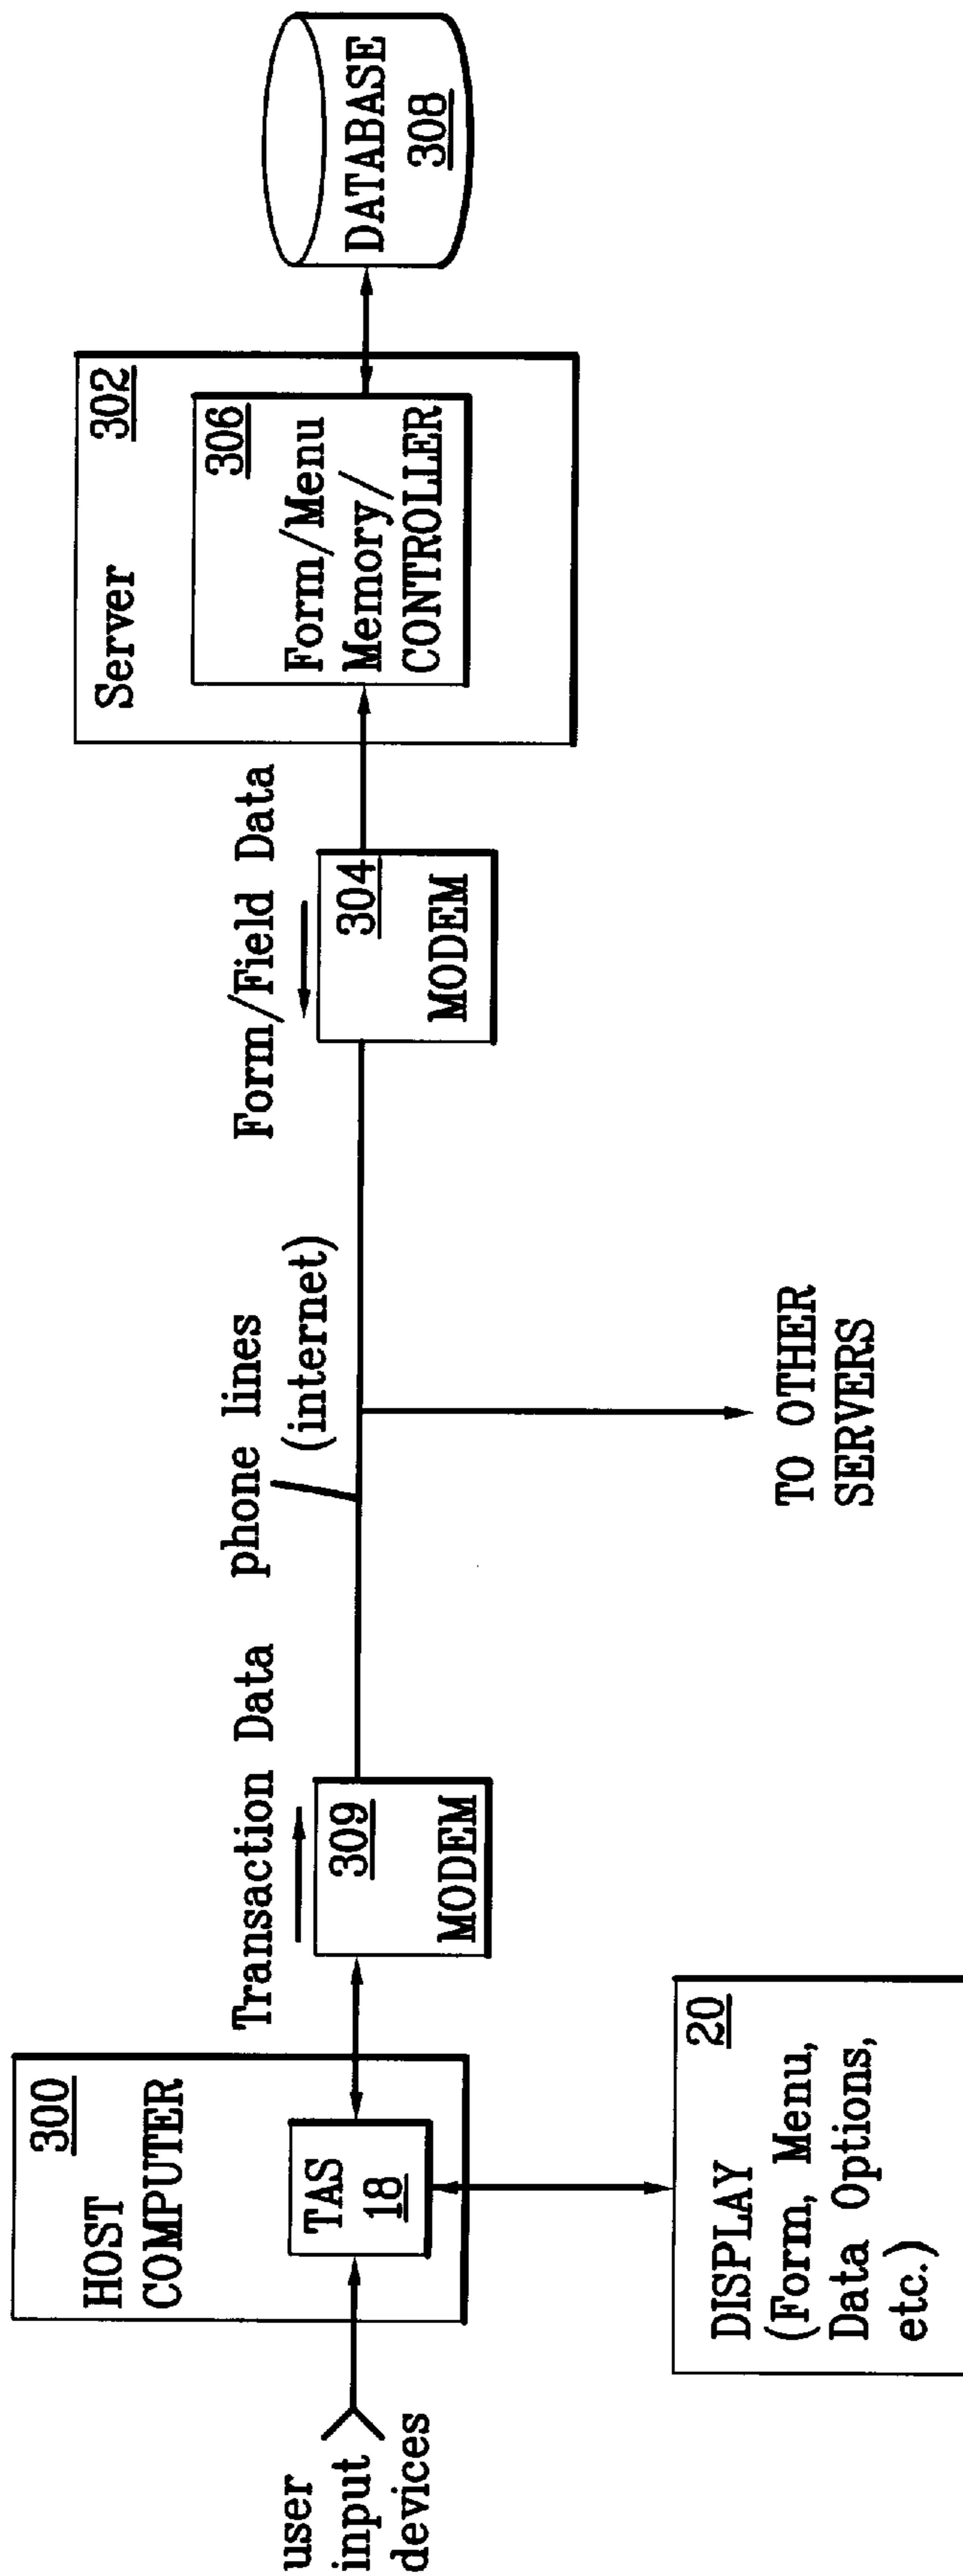 user
input
devices
300
HOST
COMPUTER
TAS
18
20
DISPLAY
(Form, Menu,
Data Options,
etc.)
Transaction Data
309
MODEM
phone lines
(internet)
TO OTHER
SERVERS
Form/Field Data
304
MODEM
Server
302
306
Form/Menu
Memory/
CONTROLLER
DATABASE
308